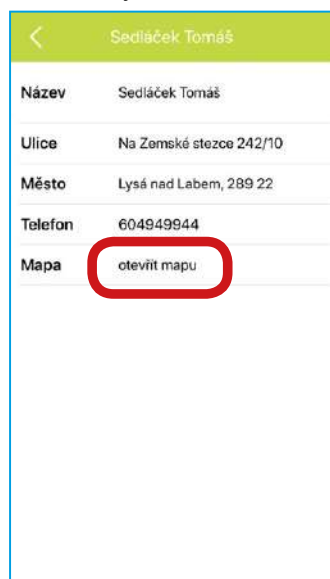 Sedláček Tomáš
Název Sedláček Tomáš
Ulice Na Zemské stezce 242/10
Město Lysá nad Labem, 289 22
Telefon 604949944
Mapa otevřít mapu